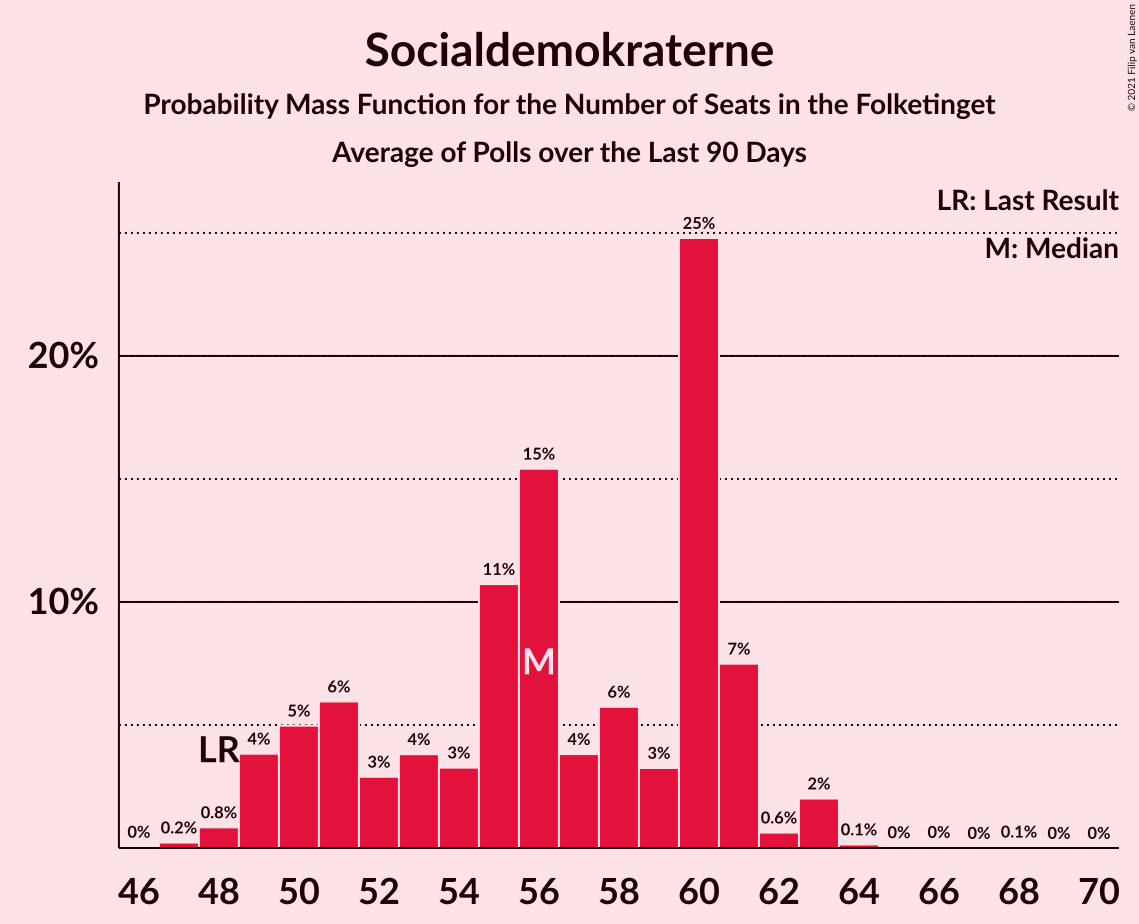 Socialdemokraterne
Probability Mass Function for the Number of Seats in the Folketinget
Average of Polls over the Last 90 Days
© 2021 Filip van Laenen
LR: Last Result
M: Median
25%
20%
15%
11%
10%
M
7%
6%
6%
5%
LR
4%
4%
4%
3%
3%
3%
2%
0.8%
0.6%
0% 0.2% 0.1% 0% 0% 0% 0.1% 0% 0%
46 48 50 52 54 56 58 60 62 64 66 68 70